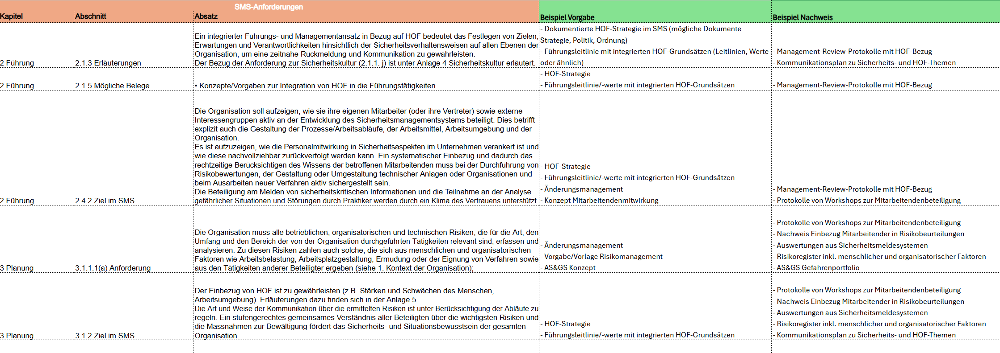 SMS-Anforderungen
Kapitel
Abschnitt
Absatz
Beispiel Vorgabe
Beispiel Nachweis
2 Führung
2.1.3 Erläuterungen
Ein integrierter Führungs- und Managementansatz in Bezug auf HOF bedeutet das Festlegen von Zielen,
Erwartungen und Verantwortlichkeiten hinsichtlich der Sicherheitsverhaltensweisen auf allen Ebenen der
Organisation, um eine zeitnahe Rückmeldung und Kommunikation zu gewährleisten.
Der Bezug der Anforderung zur Sicherheitskultur (2.1.1. j) ist unter Anlage 4 Sicherheitskultur erläutert.
- Dokumentierte HOF-Strategie im SMS (mögliche Dokumente
Strategie, Politik, Ordnung)
- Führungsleitlinie mit integrierten HOF-Grundsätzen (Leitlinien, Werte
oder ähnlich)
- Management-Review-Protokolle mit HOF-Bezug
- Kommunikationsplan zu Sicherheits- und HOF-Themen
2 Führung
2.1.5 Mögliche Belege
• Konzepte/Vorgaben zur Integration von HOF in die Führungstätigkeiten
- HOF-Strategie
- Führungsleitlinie/-werte mit integrierten HOF-Grundsätzen
- Management-Review-Protokolle mit HOF-Bezug
2 Führung
2.4.2 Ziel im SMS
Die Organisation soll aufzeigen, wie sie ihre eigenen Mitarbeiter (oder ihre Vertreter) sowie externe
Interessengruppen aktiv an der Entwicklung des Sicherheitsmanagementsystems beteiligt. Dies betrifft
explizit auch die Gestaltung der Prozesse/Arbeitsabläufe, der Arbeitsmittel, Arbeitsumgebung und der
Organisation.
Es ist aufzuzeigen, wie die Personalmitwirkung in Sicherheitsaspekten im Unternehmen verankert ist und
wie diese nachvollziehbar zurückverfolgt werden kann. Ein systematischer Einbezug und dadurch das
rechtzeitige Berücksichtigen des Wissens der betroffenen Mitarbeitenden muss bei der Durchführung von
Risikobewertungen, der Gestaltung oder Umgestaltung technischer Anlagen oder Organisationen und
beim Ausarbeiten neuer Verfahren aktiv sichergestellt sein.
Die Beteiligung am Melden von sicherheitskritischen Informationen und die Teilnahme an der Analyse
gefährlicher Situationen und Störungen durch Praktiker werden durch ein Klima des Vertrauens unterstützt.
- HOF-Strategie
- Führungsleitlinie/-werte mit integrierten HOF-Grundsätzen
- Änderungsmanagement
- Konzept Mitarbeitendenmitwirkung
- Management-Review-Protokolle mit HOF-Bezug
- Protokolle von Workshops zur Mitarbeitendenbeteiligung
3 Planung
3.1.1.1(a) Anforderung
Die Organisation muss alle betrieblichen, organisatorischen und technischen Risiken, die für die Art, den
Umfang und den Bereich der von der Organisation durchgeführten Tätigkeiten relevant sind, erfassen und
analysieren. Zu diesen Risiken zählen auch solche, die sich aus menschlichen und organisatorischen
Faktoren wie Arbeitsbelastung, Arbeitsplatzgestaltung, Ermüdung oder der Eignung von Verfahren sowie
aus den Tätigkeiten anderer Beteiligter ergeben (siehe 1. Kontext der Organisation);
- Änderungsmanagement
- Vorgabe/Vorlage Risikomanagement
- AS&GS Konzept
- Protokolle von Workshops zur Mitarbeitendenbeteiligung
- Nachweis Einbezug Mitarbeitender in Risikobeurteilungen
- Auswertungen aus Sicherheitsmeldesystemen
- Risikoregister inkl. menschlicher und organisatorischer Faktoren
- AS&GS Gefahrenportfolio
3 Planung
3.1.2 Ziel im SMS
Der Einbezug von HOF ist zu gewährleisten (z.B. Stärken und Schwächen des Menschen,
Arbeitsumgebung). Erläuterungen dazu finden sich in der Anlage 5.
Die Art und Weise der Kommunikation über die ermittelten Risiken ist unter Berücksichtigung der Abläufe zu
regeln. Ein stufengerechtes gemeinsames Verständnis aller Beteiligten über die wichtigsten Risiken und
die Massnahmen zur Bewältigung fördert das Sicherheits- und Situationsbewusstsein der gesamten
Organisation.
- HOF-Strategie
- Führungsleitlinie/-werte mit integrierten HOF-Grundsätzen
- Protokolle von Workshops zur Mitarbeitendenbeteiligung
- Nachweis Einbezug Mitarbeitender in Risikobeurteilungen
- Auswertungen aus Sicherheitsmeldesystemen
- Risikoregister inkl. menschlicher und organisatorischer Faktoren
- Kommunikationsplan zu Sicherheits- und HOF-Themen